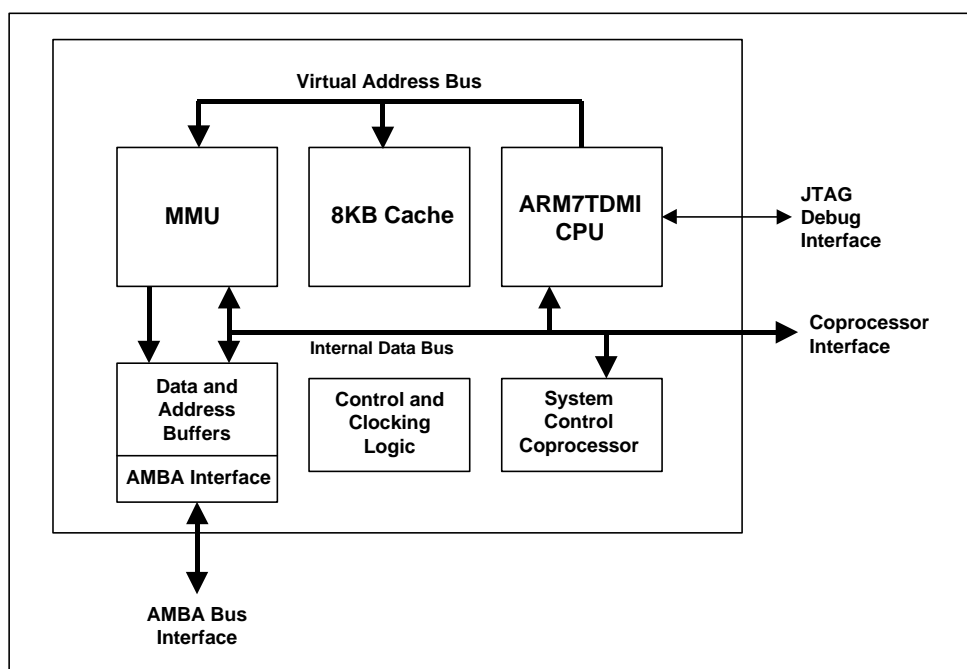 Virtual Address Bus
MMU
8KB Cache
ARM7TDMI
CPU
JTAG
Debug
Interface
Internal Data Bus
Coprocessor
Interface
Data and
Address
Buffers
AMBA Interface
Control and
Clocking
Logic
System
Control
Coprocessor
AMBA Bus
Interface